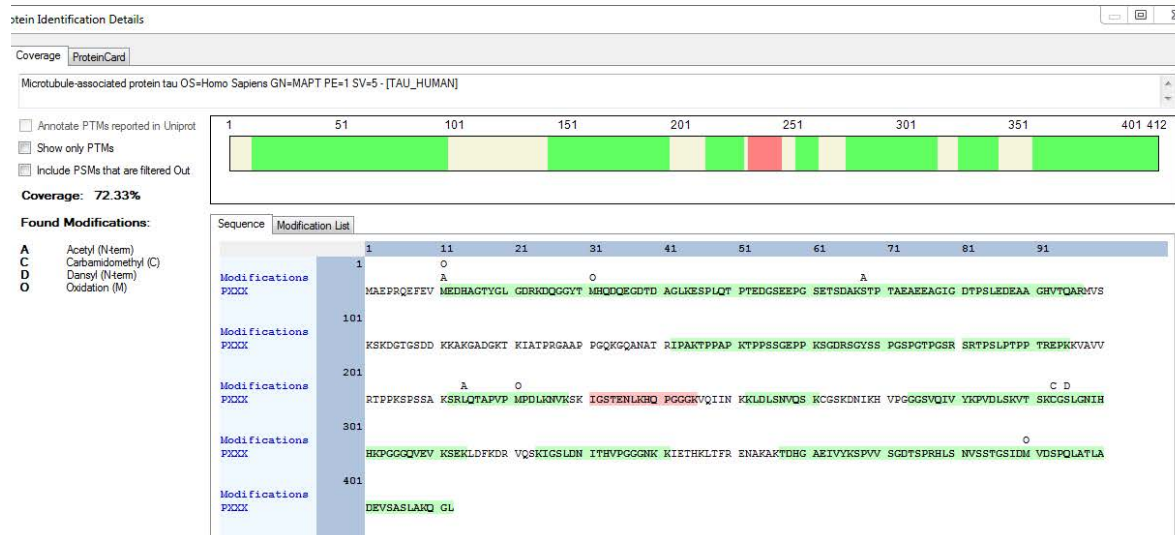 otein Identification Details
Coverage ProteinCard
Microtubule-associated protein tau OS=Homo Sapiens GN=MAPT PE=1 SV=5 - [TAU_HUMAN]
Annotate PTMs reported in Uniprot
Show only PTMs
Include PSMs that are filtered Out
Coverage: 72.33%
Found Modifications:
A Acetyl (N-term)
C Carbamidomethyl (C)
D Dansyl (N-term)
O Oxidation (M)
1 51 101 151 201 251 301 351 401 412
Sequence Modification List
1 11 21 31 41 51 61 71 81 91
1 O
Modifications A O A
PXXX MAEPRQEFEV MEDHAGTYGL GDRKDQGGYT MHQDQEGDTD AGLKESPLQT PTEDGSEEPG SETSDAKSTP TAEAEEAGIG DTPSLEDEAA GHVTQARMVS
101
Modifications
PXXX KSKDGTGSDD KKAKGADGKT KIATPRGAAP PGQKGQANAT RIPAKTPPAP KTPPSSGEPP KSGDRSGYSS PGSPGTPGSR SRTPSLPTPP TREPKKVAVV
201
Modifications A O C D
PXXX RTPPKSPSSA KSRLQTAPVP MPDLKNVKSK IGSTENLKHQ PGGGKVQIIN KKLDLSNVQS KCGSKDNIKH VPGGGSVQIV YKPVDLSKVT SKCGSLGNIH
301
Modifications O
PXXX HKPGGGQVEV KSEKLDFKDR VQSKIGSLDN ITHVPGGGNK KIETHKLTFR ENAKAKTDHG AEIVYKSPVV SGDTSPRHLS NVSSTGSIDM VDSPQLATLA
401
Modifications
PXXX DEVSASLAKQ GL